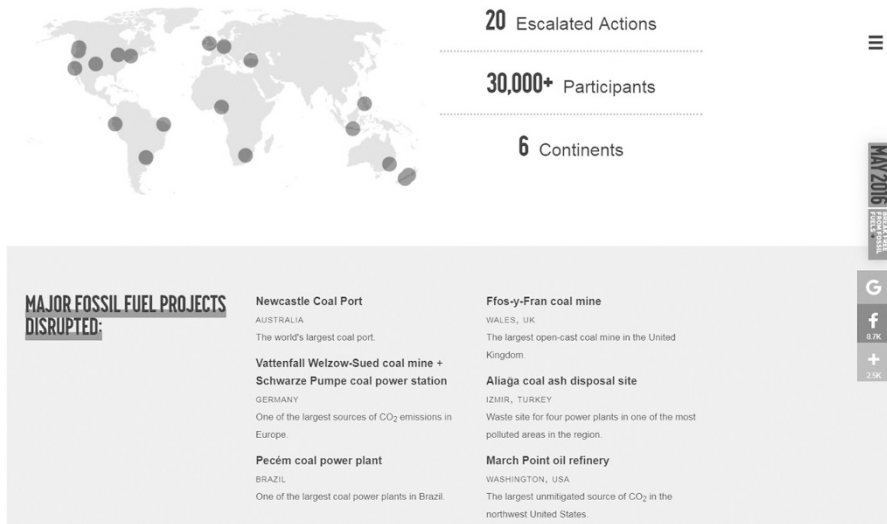 20 Escalated Actions
30,000+ Participants
6 Continents
MAY 2016
BREAK FREE
FROM FOSSIL
FUELS +
G
f
8.7K
+
2.5K
MAJOR FOSSIL FUEL PROJECTS
DISRUPTED:
Newcastle Coal Port
AUSTRALIA
The world's largest coal port.
Vattenfall Welzow-Sued coal mine +
Schwarze Pumpe coal power station
GERMANY
One of the largest sources of CO₂ emissions in
Europe.
Pecém coal power plant
BRAZIL
One of the largest coal power plants in Brazil.
Ffos-y-Fran coal mine
WALES, UK
The largest open-cast coal mine in the United
Kingdom.
Aliağa coal ash disposal site
IZMIR, TURKEY
Waste site for four power plants in one of the most
polluted areas in the region.
March Point oil refinery
WASHINGTON, USA
The largest unmitigated source of CO₂ in the
northwest United States.